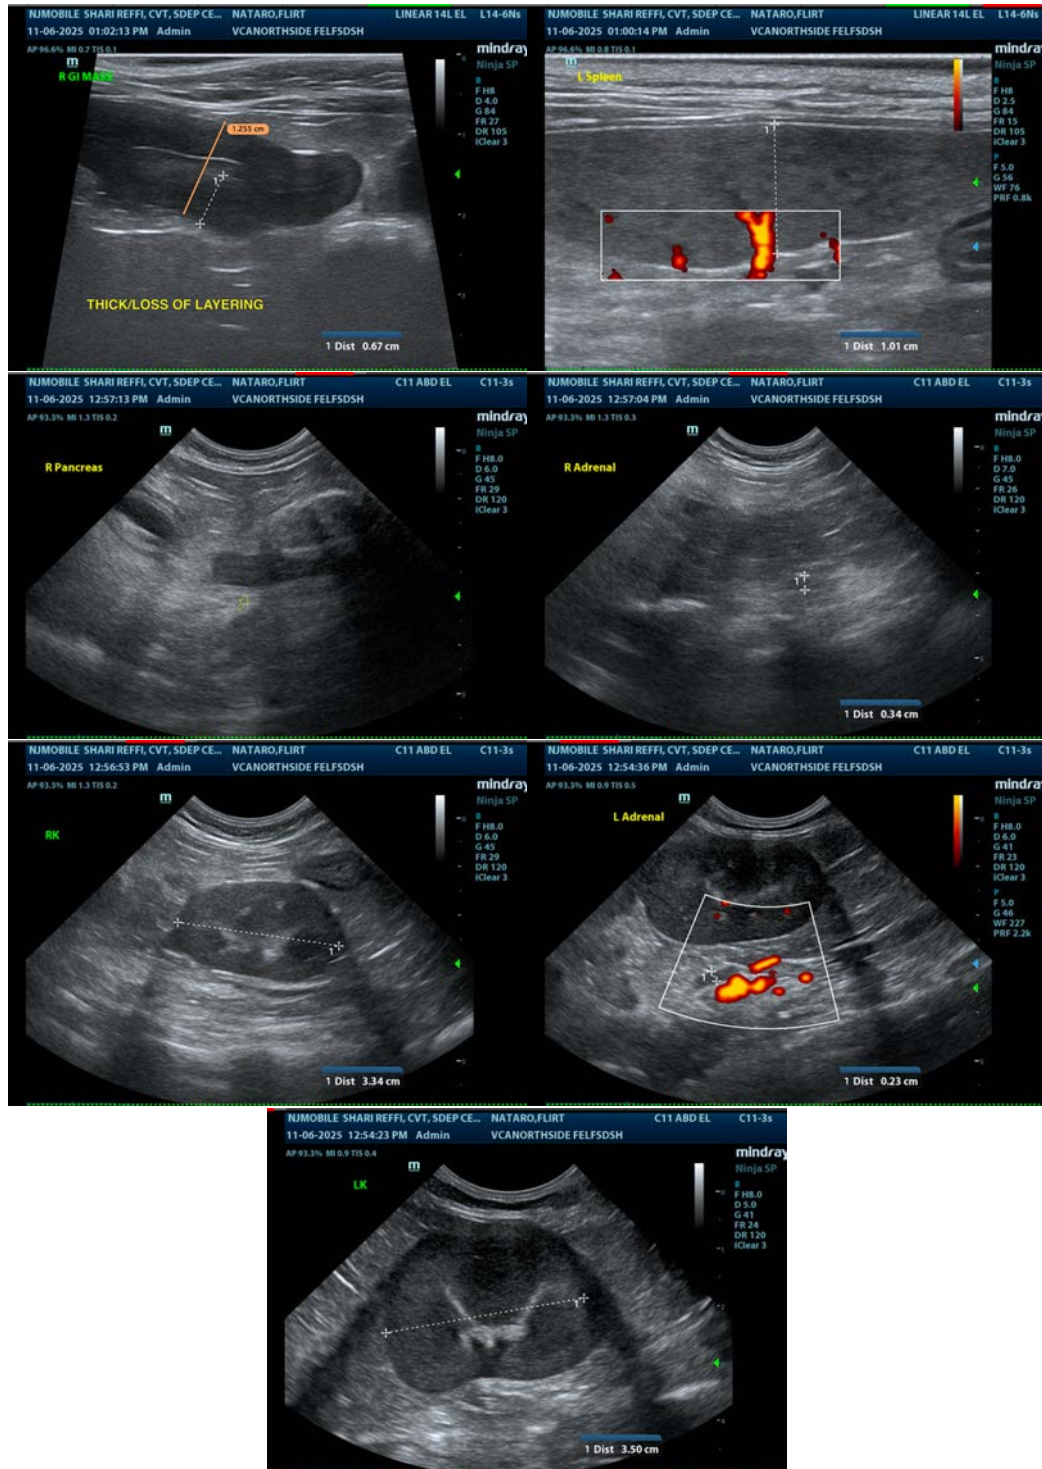 NJMOBILE SHARI REFFI, CVT, SDEP CE... NATARO,FLIRT LINEAR 14L EL L14-6Ns
11-06-2025 01:02:13 PM Admin VCANORTHSIDE FELFSDSH
AP 96.6% MI 0.7 TIS 0.1
mindray
Ninja SP
m
R GI MASS
B
F H8
D 4.0
G 84
FR 27
DR 105
iClear 3
1.255 cm
1
THICK/LOSS OF LAYERING
1 Dist 0.67 cm
NJMOBILE SHARI REFFI, CVT, SDEP CE... NATARO,FLIRT LINEAR 14L EL L14-6Ns
11-06-2025 01:00:14 PM Admin VCANORTHSIDE FELFSDSH
AP 96.6% MI 0.8 TIS 0.1
mindray
Ninja SP
m
L Spleen
B
F H8
D 2.5
G 84
FR 15
DR 105
iClear 3
P
F 5.0
G 56
WF 76
PRF 0.8k
1
1 Dist 1.01 cm
NJMOBILE SHARI REFFI, CVT, SDEP CE... NATARO,FLIRT C11 ABD EL C11-3s
11-06-2025 12:57:13 PM Admin VCANORTHSIDE FELFSDSH
AP 93.3% MI 1.3 TIS 0.2
mindray
Ninja SP
m
R Pancreas
B
F H8.0
D 6.0
G 45
FR 29
DR 120
iClear 3
NJMOBILE SHARI REFFI, CVT, SDEP CE... NATARO,FLIRT C11 ABD EL C11-3s
11-06-2025 12:57:04 PM Admin VCANORTHSIDE FELFSDSH
AP 93.3% MI 1.3 TIS 0.3
mindray
Ninja SP
m
R Adrenal
B
F H8.0
D 7.0
G 45
FR 26
DR 120
iClear 3
1
1 Dist 0.34 cm
NJMOBILE SHARI REFFI, CVT, SDEP CE... NATARO,FLIRT C11 ABD EL C11-3s
11-06-2025 12:56:53 PM Admin VCANORTHSIDE FELFSDSH
AP 93.3% MI 1.3 TIS 0.2
mindray
Ninja SP
m
RK
B
F H8.0
D 6.0
G 45
FR 29
DR 120
iClear 3
1
1 Dist 3.34 cm
NJMOBILE SHARI REFFI, CVT, SDEP CE... NATARO,FLIRT C11 ABD EL C11-3s
11-06-2025 12:54:36 PM Admin VCANORTHSIDE FELFSDSH
AP 93.3% MI 0.9 TIS 0.5
mindray
Ninja SP
m
L Adrenal
B
F H8.0
D 6.0
G 41
FR 23
DR 120
iClear 3
P
F 5.0
G 46
WF 227
PRF 2.2k
1
1 Dist 0.23 cm
NJMOBILE SHARI REFFI, CVT, SDEP CE... NATARO,FLIRT C11 ABD EL C11-3s
11-06-2025 12:54:23 PM Admin VCANORTHSIDE FELFSDSH
AP 93.3% MI 0.9 TIS 0.4
mindray
Ninja SP
m
LK
B
F H8.0
D 5.0
G 41
FR 24
DR 120
iClear 3
1
1 Dist 3.50 cm